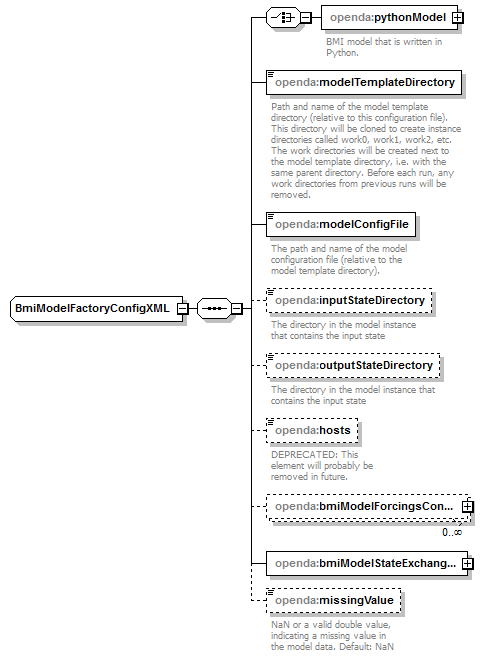 openda:pythonModel
BMI model that is written in
Python.
openda:modelTemplateDirectory
Path and name of the model template
directory (relative to this configuration file).
This directory will be cloned to create instance
directories called work0, work1, work2, etc.
The work directories will be created next to
the model template directory, i.e. with the
same parent directory. Before each run, any
work directories from previous runs will be
removed.
openda:modelConfigFile
The path and name of the model
configuration file (relative to the
model template directory).
BmiModelFactoryConfigXML
openda:inputStateDirectory
The directory in the model instance
that contains the input state
openda:outputStateDirectory
The directory in the model instance that
contains the input state
openda:hosts
DEPRECATED: This
element will probably be
removed in future.
openda:bmiModelForcingsCon...
0..∞
openda:bmiModelStateExchang...
openda:missingValue
NaN or a valid double value,
indicating a missing value in
the model data. Default: NaN